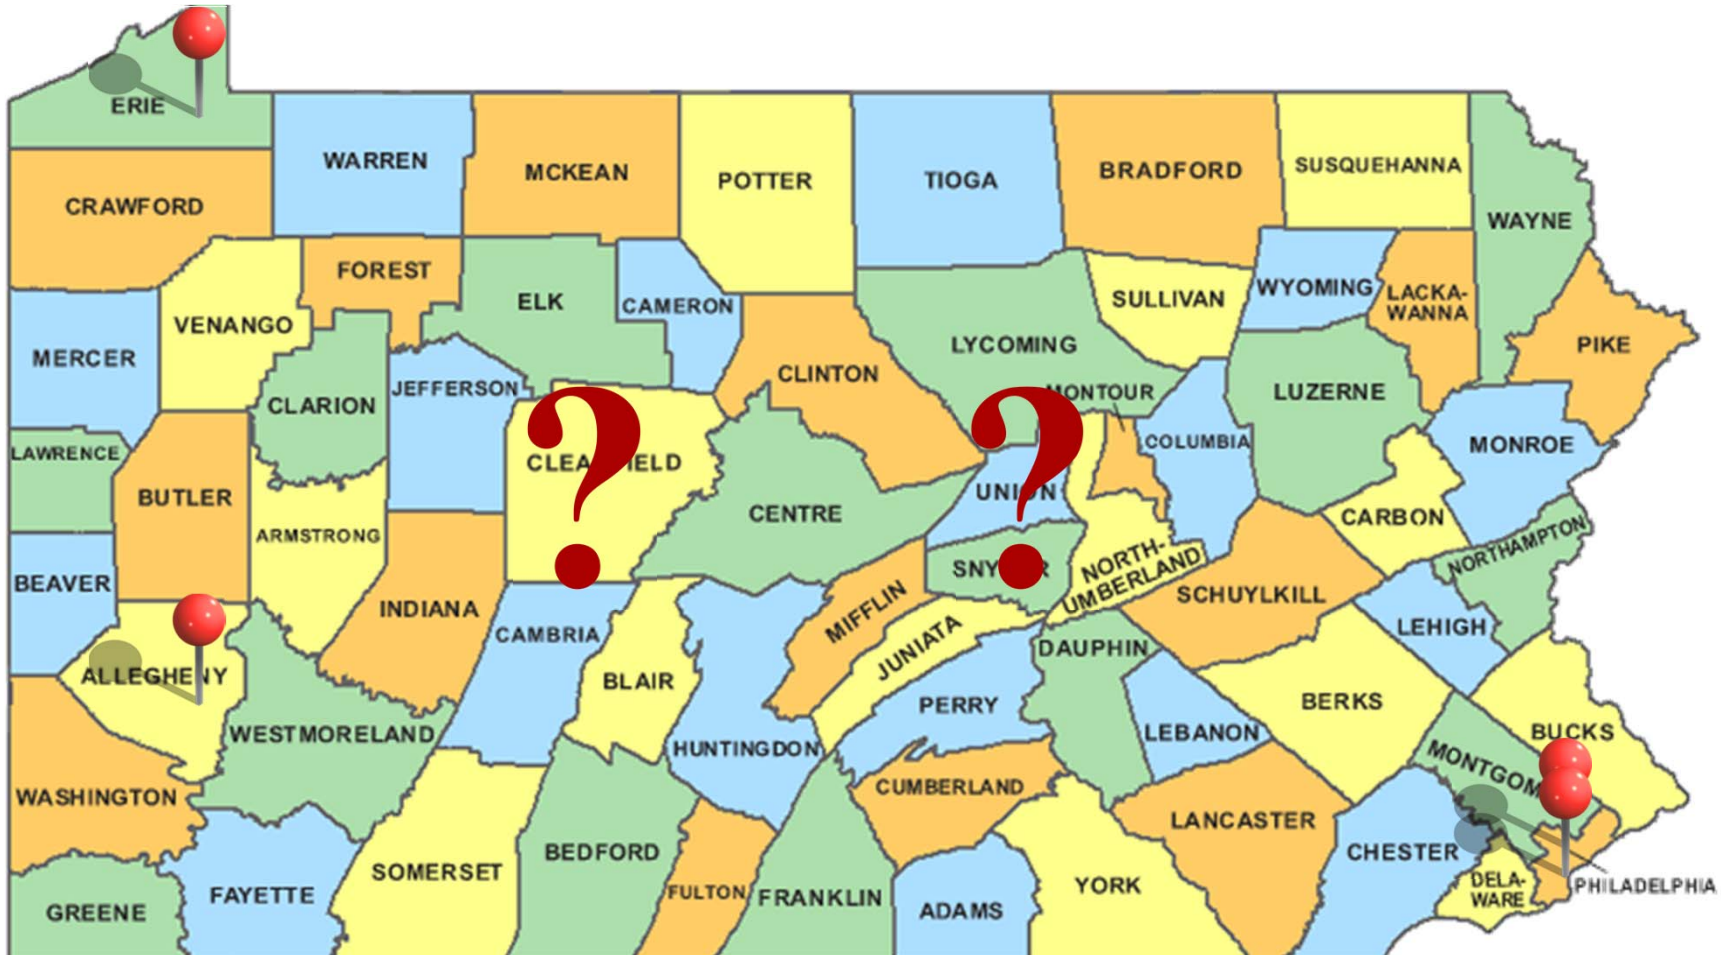 ERIE
WARREN
MCKEAN
POTTER
TIOGA
BRADFORD
SUSQUEHANNA
WAYNE
CRAWFORD
FOREST
ELK
CAMERON
SULLIVAN
WYOMING
LACKA-
WANNA
VENANGO
MERCER
LYCOMING
PIKE
CLINTON
JEFFERSON
CLARION
MONTOUR
LUZERNE
LAWRENCE
?
?
COLUMBIA
MONROE
BUTLER
UNION
CENTRE
CARBON
ARMSTRONG
NORTHAMPTON
BEAVER
NORTH-
UMBERLAND
INDIANA
MIFFLIN
SCHUYLKILL
CAMBRIA
JUNIATA
DAUPHIN
LEHIGH
ALLEGHENY
BLAIR
PERRY
BERKS
WESTMORELAND
HUNTINGDON
LEBANON
BUCKS
WASHINGTON
CUMBERLAND
MONTGOM
LANCASTER
SOMERSET
BEDFORD
CHESTER
GREENE
FAYETTE
FULTON
FRANKLIN
ADAMS
YORK
DELA-
WARE
PHILADELPHIA